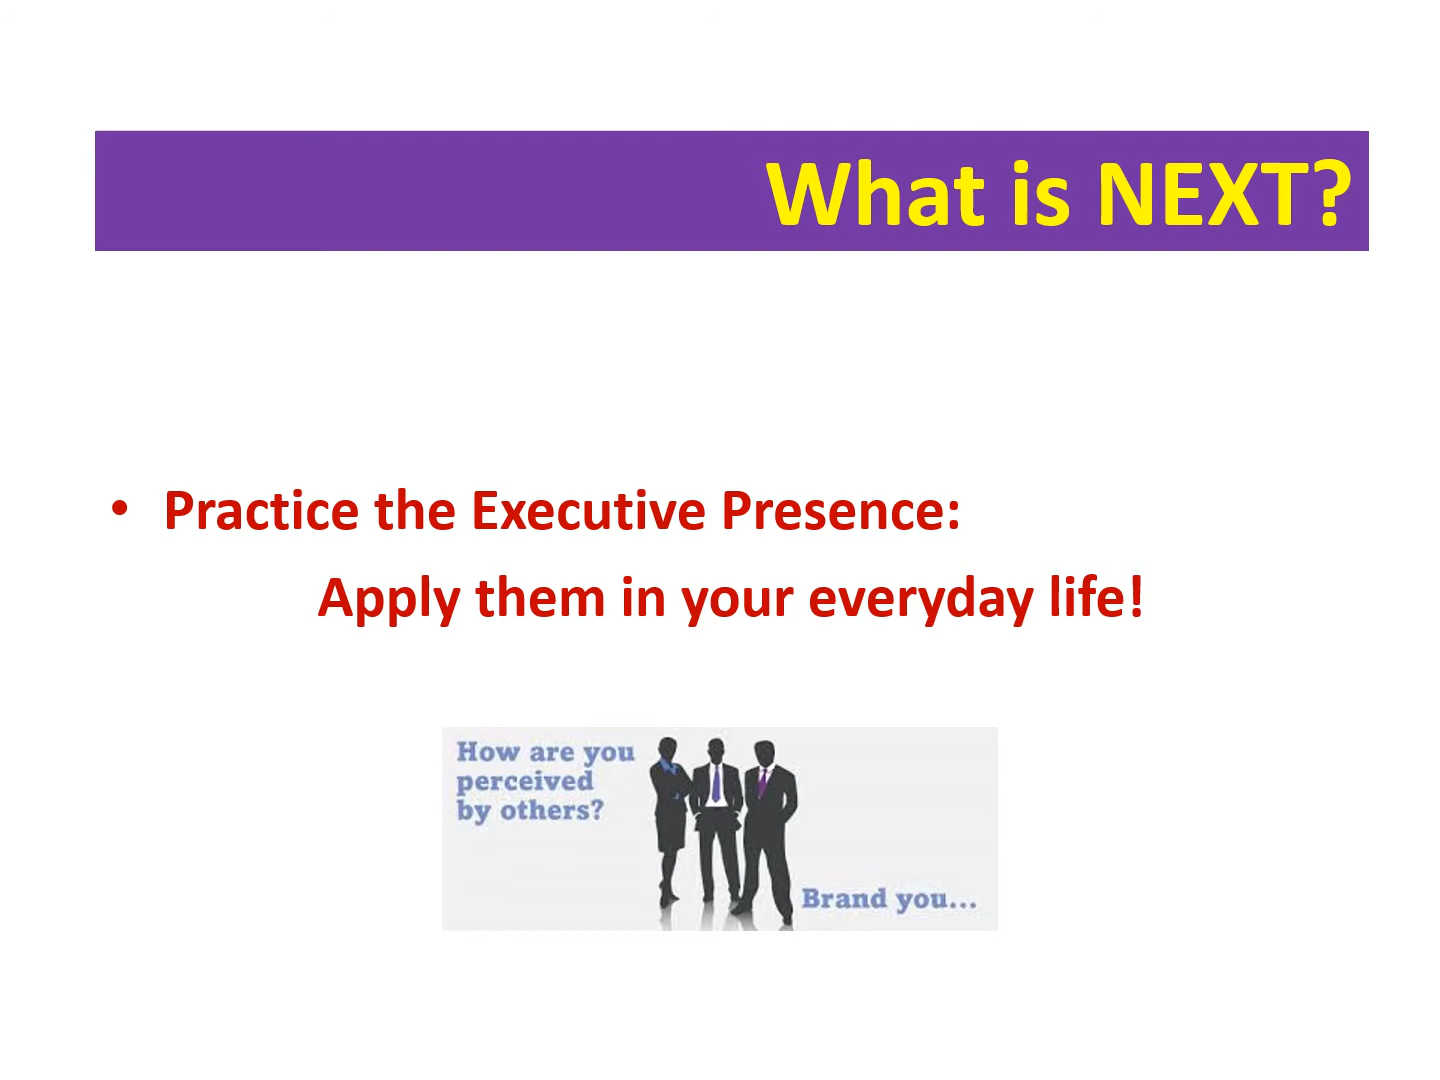 What is NEXT?
• Practice the Executive Presence:
Apply them in your everyday life!
How are you
perceived
by others?
Brand you...